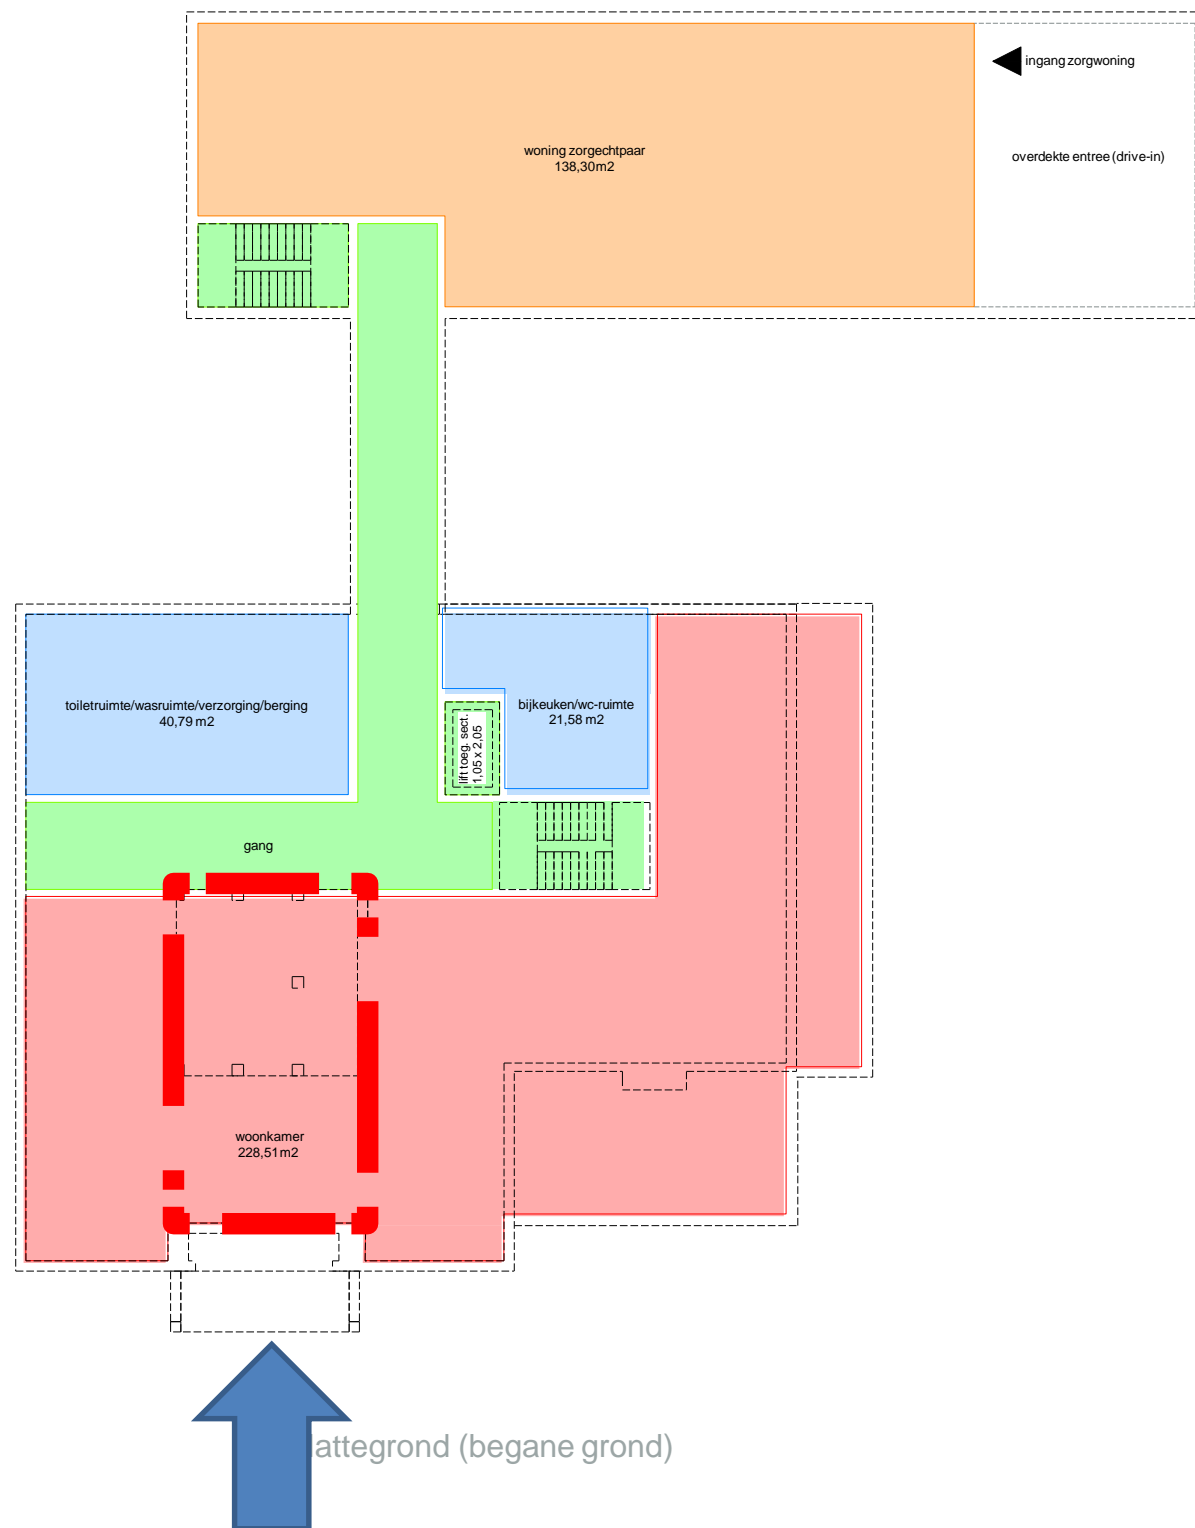 ingang zorgwoning
woning zorgechtpaar
138,30m2
overdekte entree (drive-in)
toiletruimte/wasruimte/verzorging/berging
40,79 m2
bijkeuken/wc-ruimte
21,58 m2
lift toeg. sect.
1,05 x 2,05
gang
woonkamer
228,51m2
lattegrond (begane grond)